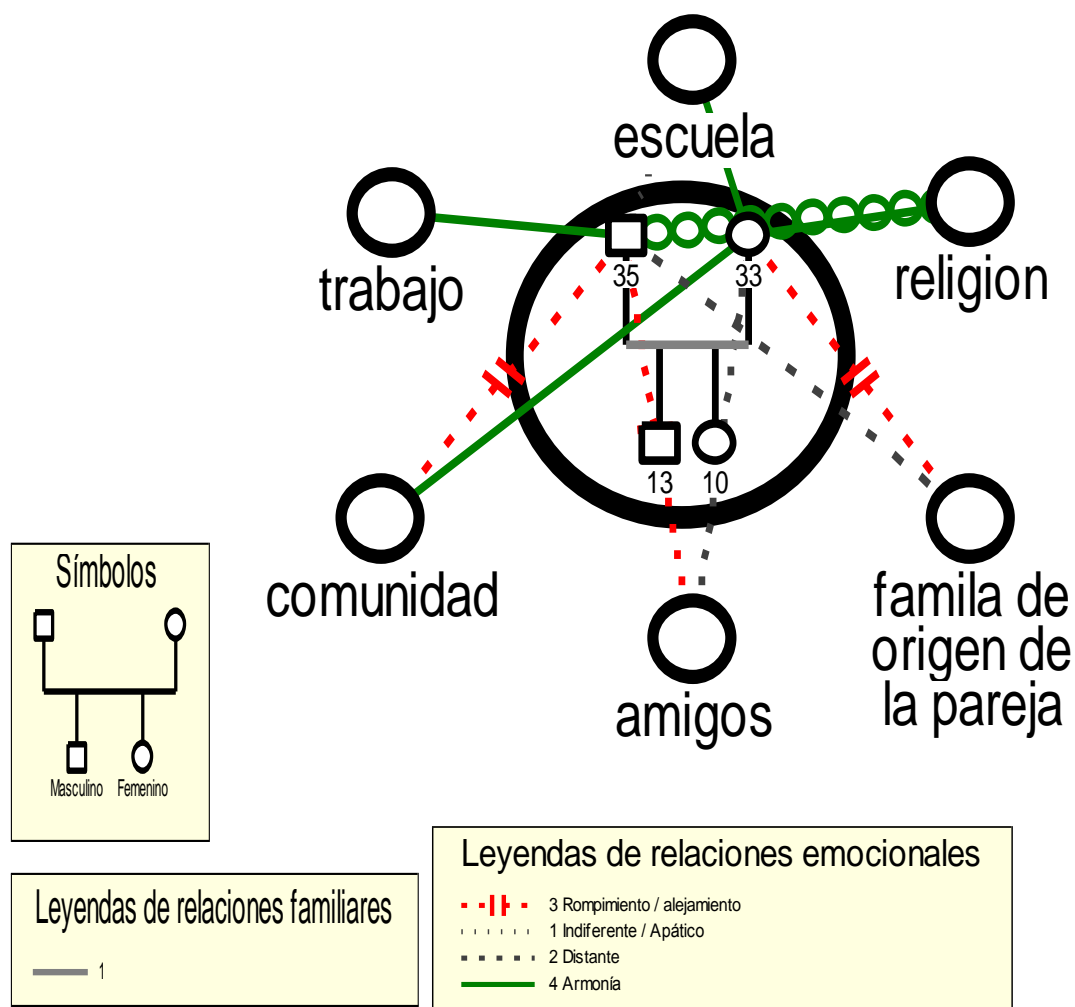 escuela
trabajo
religion
35
33
13
10
comunidad
amigos
famila de
origen de
la pareja
Símbolos
Masculino
Femenino
Leyendas de relaciones familiares
1
Leyendas de relaciones emocionales
3 Rompimiento / alejamiento
1 Indiferente / Apático
2 Distante
4 Armonía